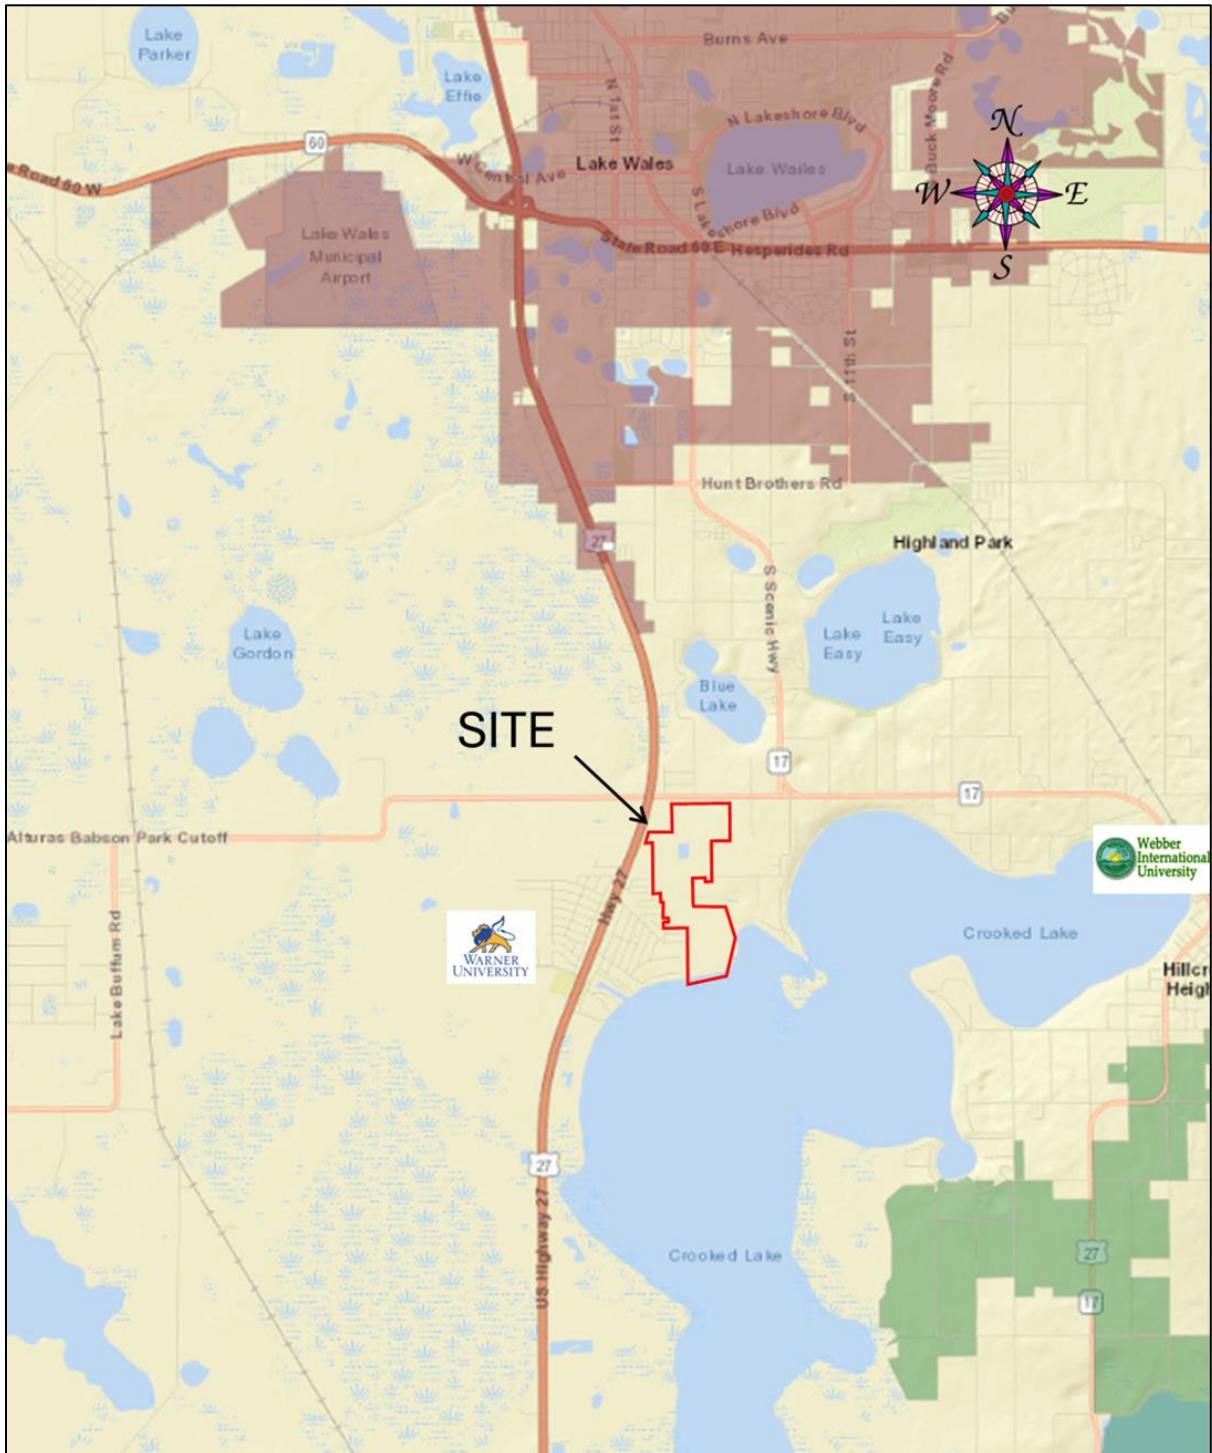 Lake
Parker
Burns Ave
Bu
Lake
Effie
N 1st St
Buck Moore Rd
N Lakeshore Blvd
N
60
W Central Ave
Lake Wales
Lake Wailes
W
E
e Road 60 W
S Lakeshore Blvd
State Road 60 E
Hesperides Rd
S
Lake Wales
Municipal
Airport
S 11th St
Hunt Brothers Rd
27
Highland Park
S Scenic Hwy
Lake
Gordon
Lake
Easy
Lake
Easy
Blue
Lake
SITE
17
17
Alturas Babson Park Cutoff
Webber
International
University
Hwy 27
Lake Buffum Rd
WARNER
UNIVERSITY
Crooked Lake
Hillcr
Heigh
27
US Highway 27
Crooked Lake
27
17